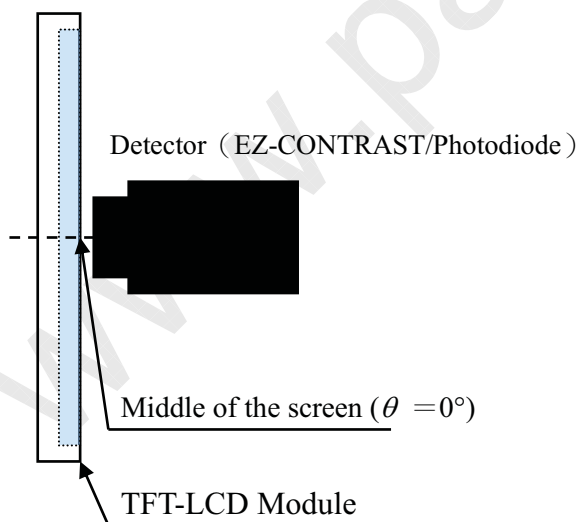 Detector（EZ-CONTRAST/Photodiode）
Middle of the screen (θ =0°)
TFT-LCD Module